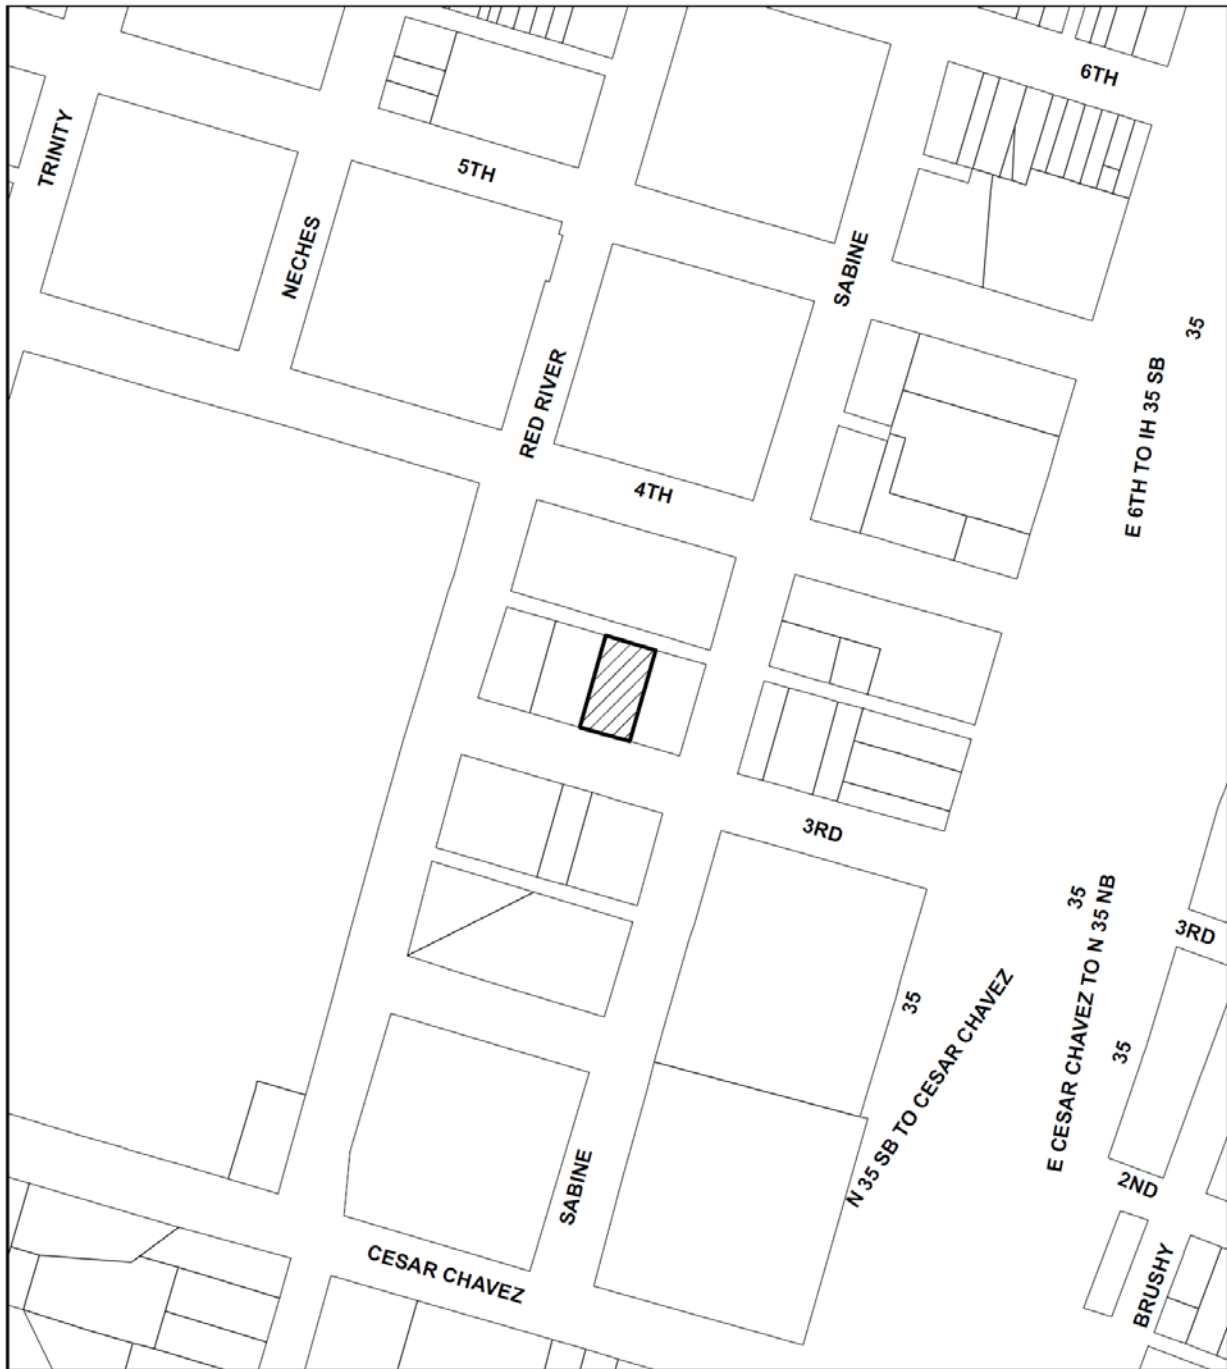 6TH
TRINITY
5TH
NECHES
SABINE
35
RED RIVER
E 6TH TO IH 35 SB
4TH
3RD
35
3RD
35
N 35 SB TO CESAR CHAVEZ
E CESAR CHAVEZ TO N 35 NB
35
2ND
SABINE
CESAR CHAVEZ
BRUSHY